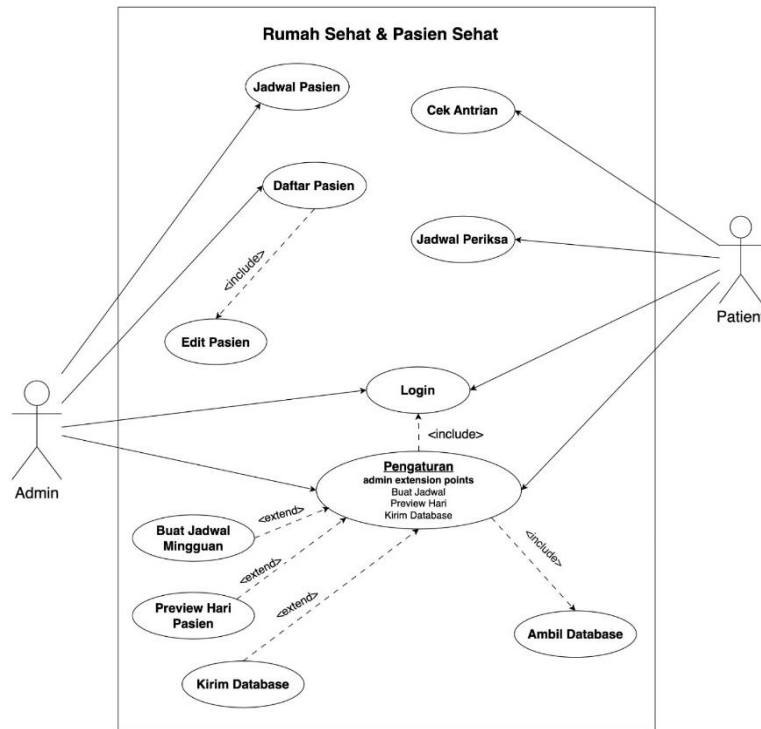 Rumah Sehat & Pasien Sehat
Jadwal Pasien
Cek Antrian
Daftar Pasien
Jadwal Periksa
<include>
Edit Pasien
Patient
Login
<include>
Admin
Pengaturan
admin extension points
Buat Jadwal
Preview Hari
Kirim Database
<extend>
Buat Jadwal
Mingguan
<include>
<extend>
Preview Hari
Pasien
<extend>
Ambil Database
Kirim Database